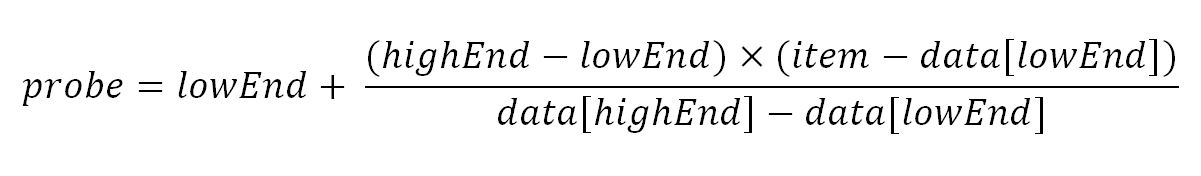 probe = lowEnd + (highEnd − lowEnd) × (item − data[lowEnd])
data[highEnd] − data[lowEnd]